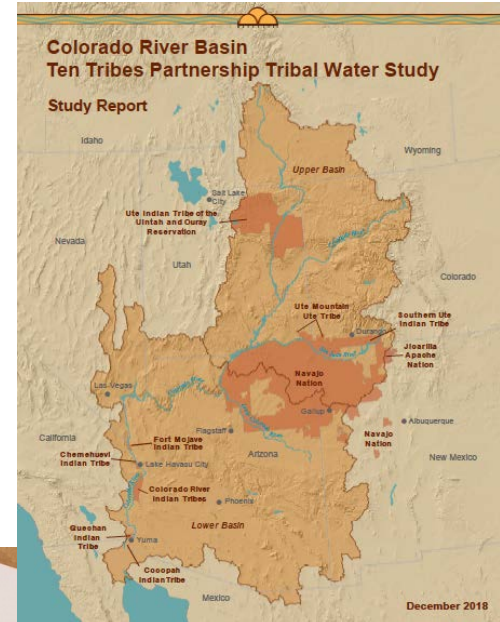 Colorado River Basin
Ten Tribes Partnership Tribal Water Study
Study Report
Idaho
Wyoming
Upper Basin
Salt Lake
City
Ute Indian Tribe of the
Uintah and Ouray
Reservation
Nevada
Utah
Colorado
Ute Mountain
Ute Tribe
Southern Ute
Indian Tribe
Durango
Jicarilla
Apache
Nation
Navajo
Nation
Las Vegas
Gallup
Albuquerque
Flagstaff
Navajo
Nation
California
Fort Mojave
Indian Tribe
Arizona
New Mexico
Chemehuevi
Indian Tribe
Lake Havasu City
Colorado River
Indian Tribes
Phoenix
Quechan
Indian
Tribe
Lower Basin
Yuma
Cocopah
Indian Tribe
Mexico
December 2018